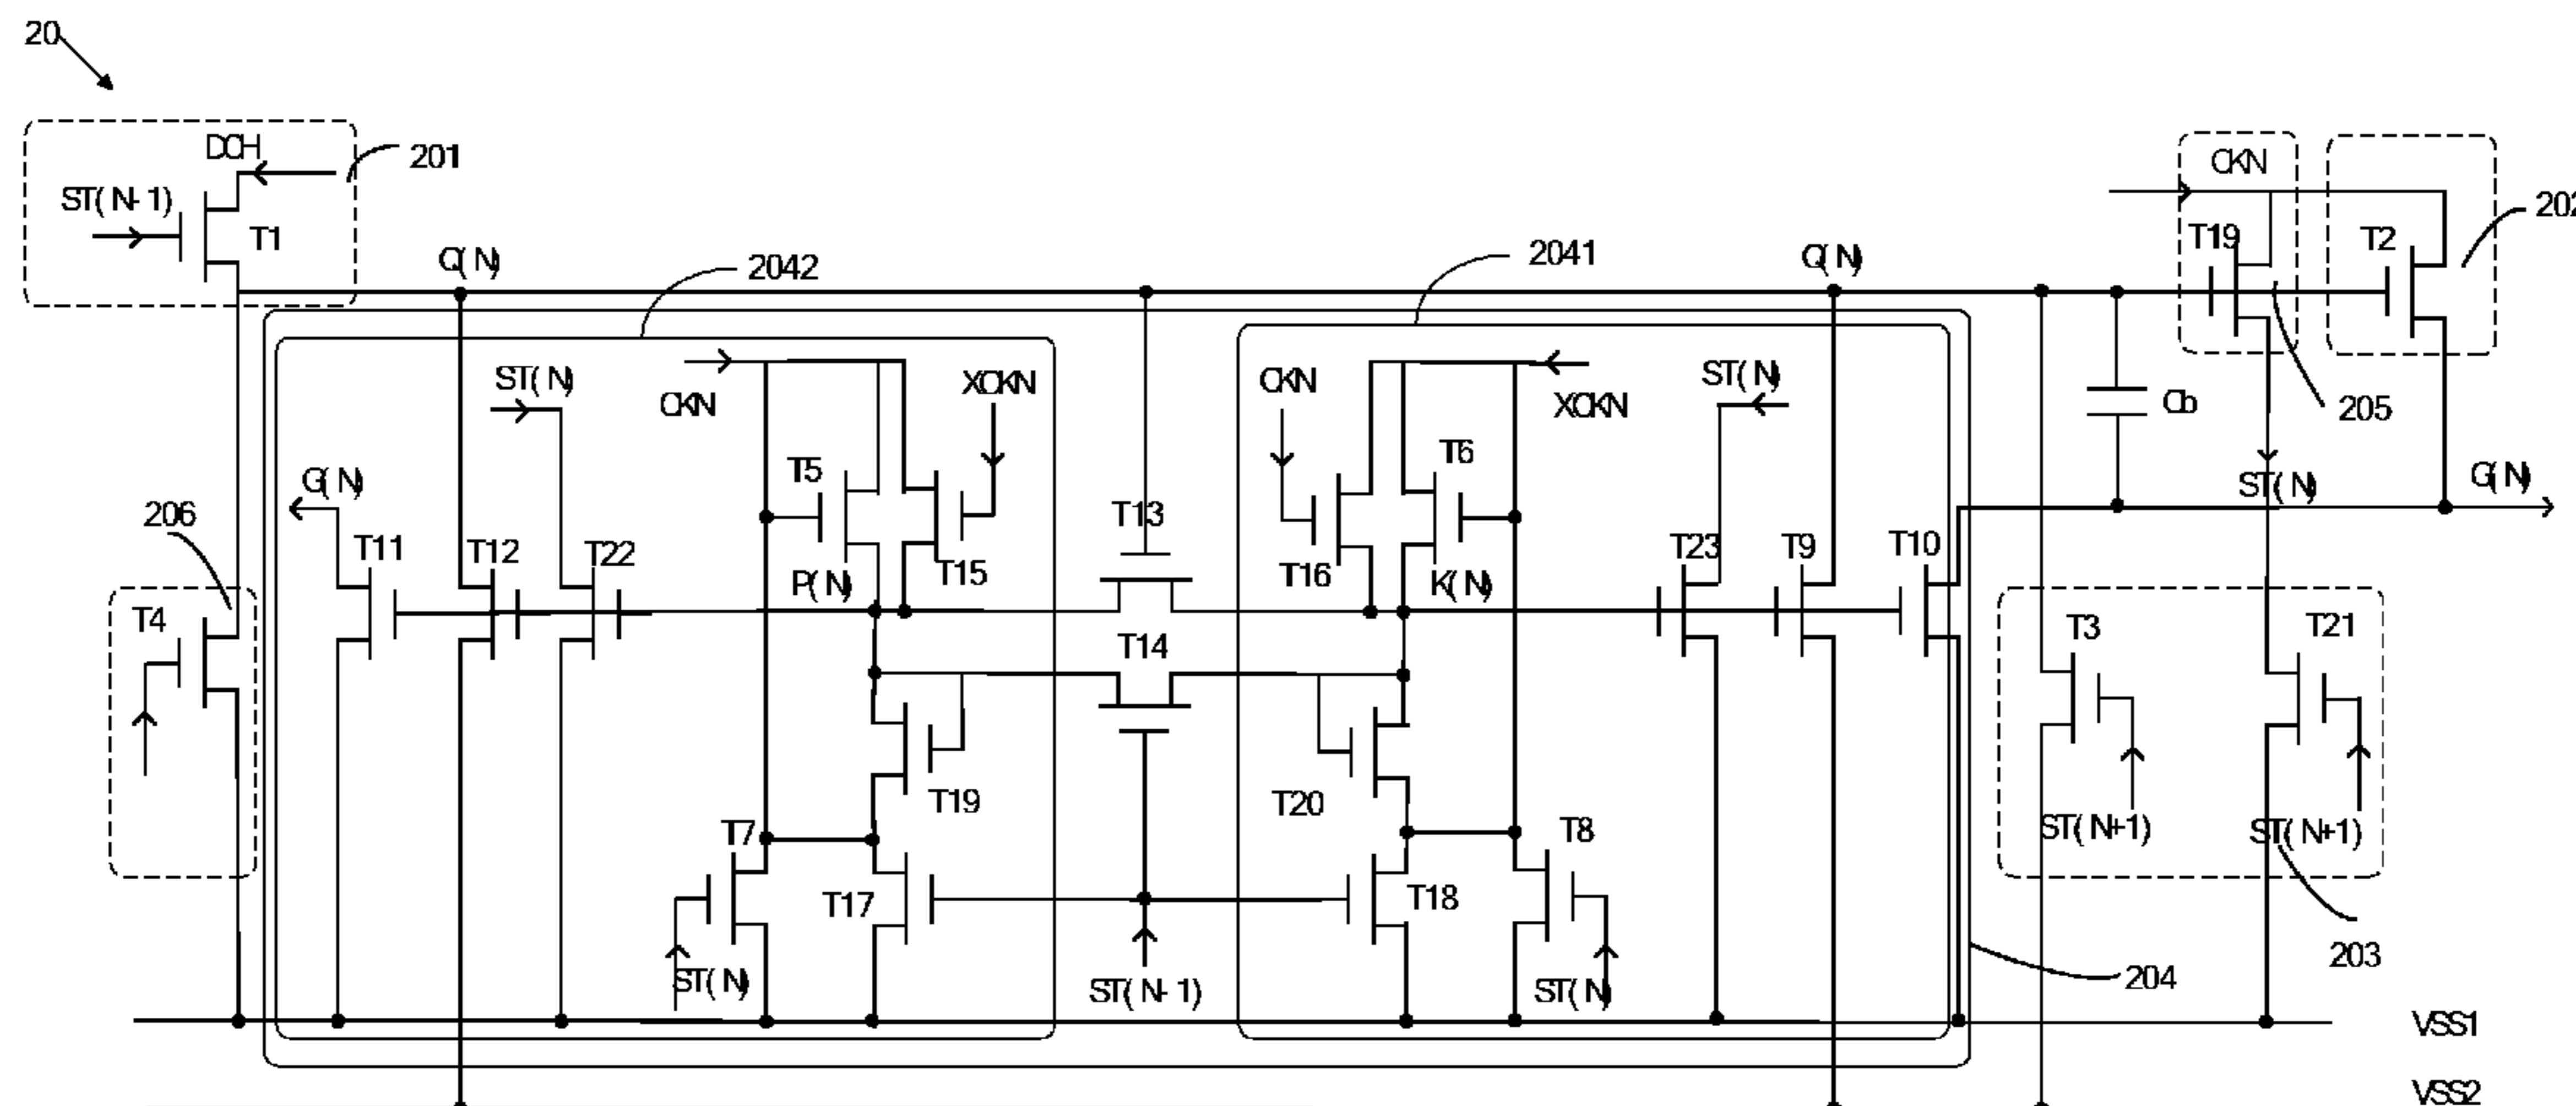 20
DCH
201
ST(N-1)
T1
Q(N)
2042
2041
Q(N)
CKN
T19
T2
202
ST(N)
CKN
XCKN
CKN
XCKN
ST(N)
Cb
205
G(N)
T5
T6
ST(N)
G(N)
206
T13
T11
T12
T22
T15
T16
T23
T9
T10
P(N)
K(N)
T4
T14
T3
T21
T19
T20
T7
T8
ST(N+1)
ST(N+1)
T17
T18
203
ST(N)
ST(N-1)
ST(N)
204
VSS1
VSS2